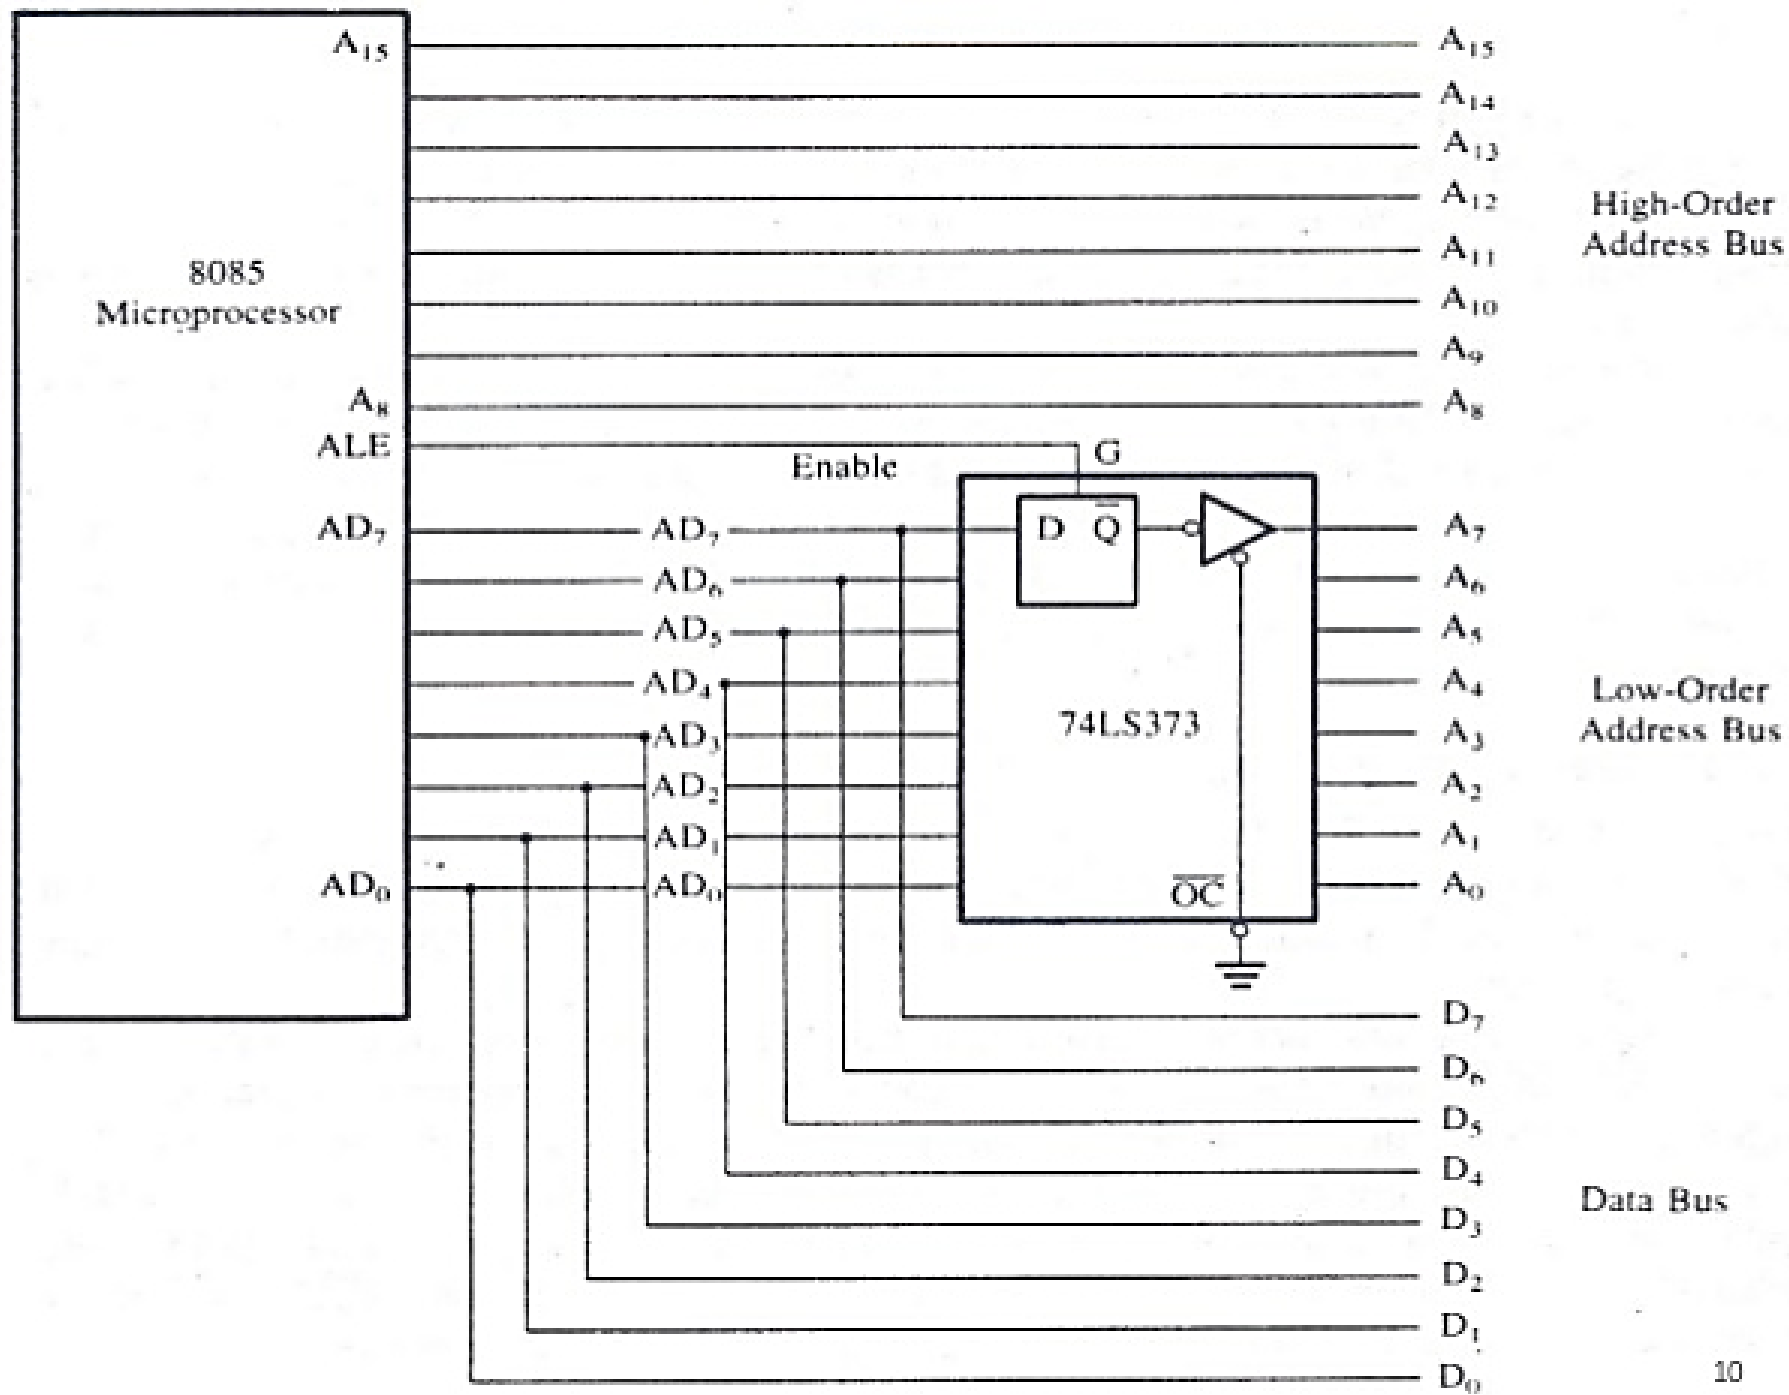 A₁₅ A₁₅
A₁₄
A₁₃
A₁₂
High-Order
Address Bus
A₁₁
8085
Microprocessor
A₁₀
A₉
A₈ A₈
ALE
Enable
G
AD₇ AD₇ D Q̅ A₇
AD₆ A₆
AD₅ A₅
AD₄ A₄
Low-Order
Address Bus
74LS373
AD₃ A₃
AD₂ A₂
AD₁ A₁
AD₀ AD₀ O̅C̅ A₀
D₇
D₆
D₅
D₄
Data Bus
D₃
D₂
D₁
D₀
10